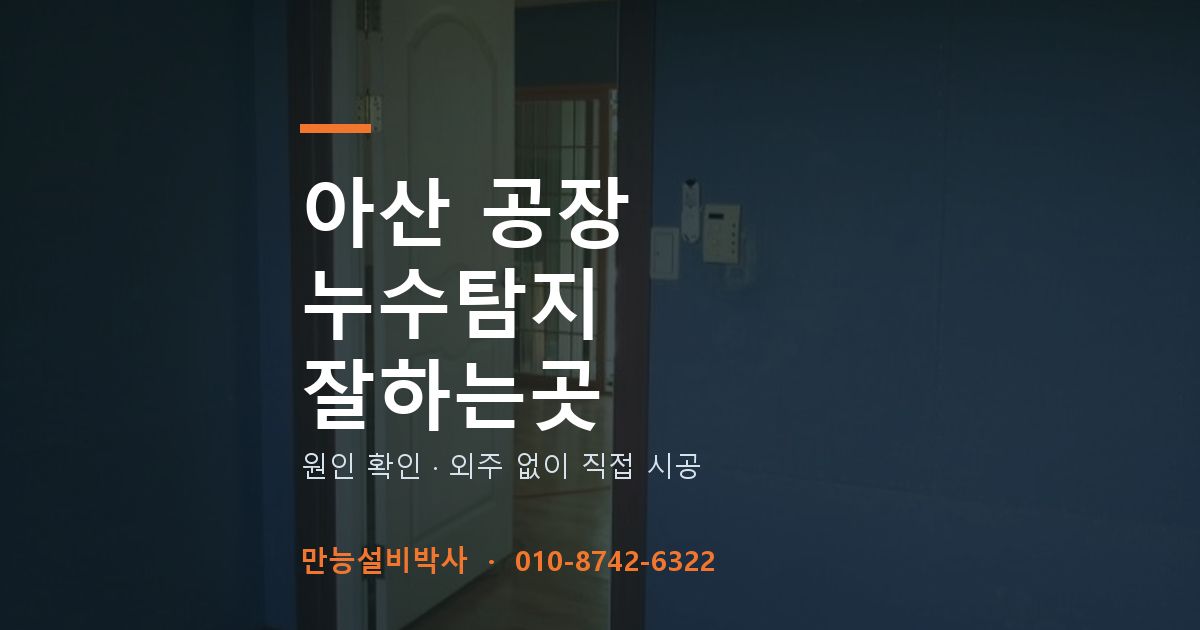 아산 공장
누수탐지
잘하는곳
원인 확인 · 외주 없이 직접 시공
만능설비박사 · 010-8742-6322